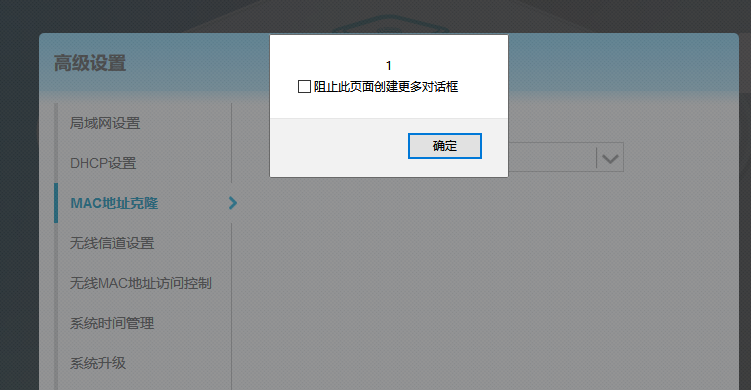 高级设置
1
阻止此页面创建更多对话框
确定
局域网设置
DHCP设置
MAC地址克隆
无线信道设置
无线MAC地址访问控制
系统时间管理
系统升级